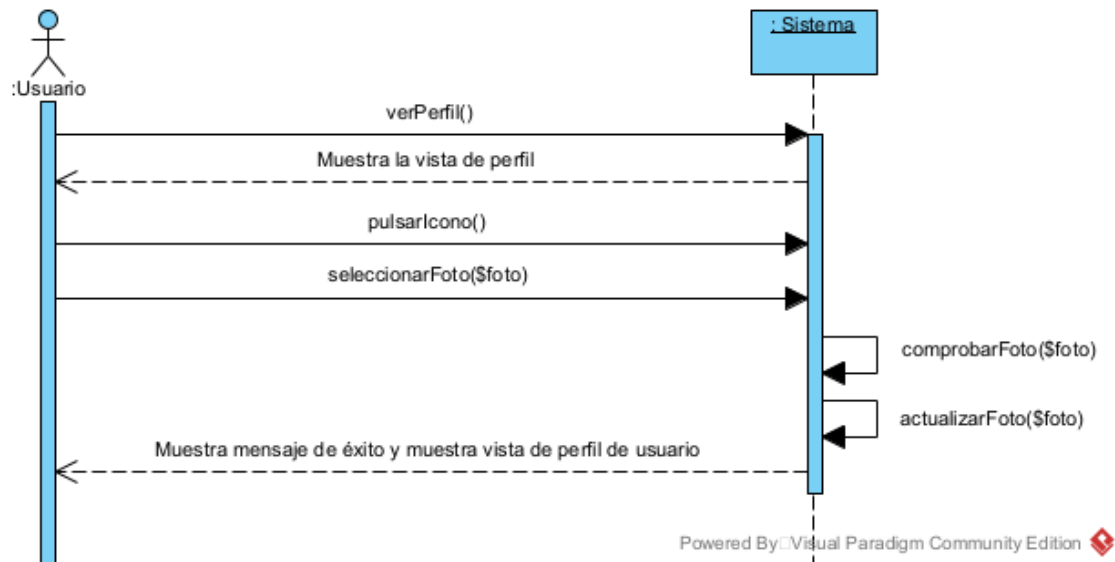 : Sistema
:Usuario
verPerfil()
Muestra la vista de perfil
pulsarIcono()
seleccionarFoto($foto)
comprobarFoto($foto)
actualizarFoto($foto)
Muestra mensaje de éxito y muestra vista de perfil de usuario
Powered By Visual Paradigm Community Edition